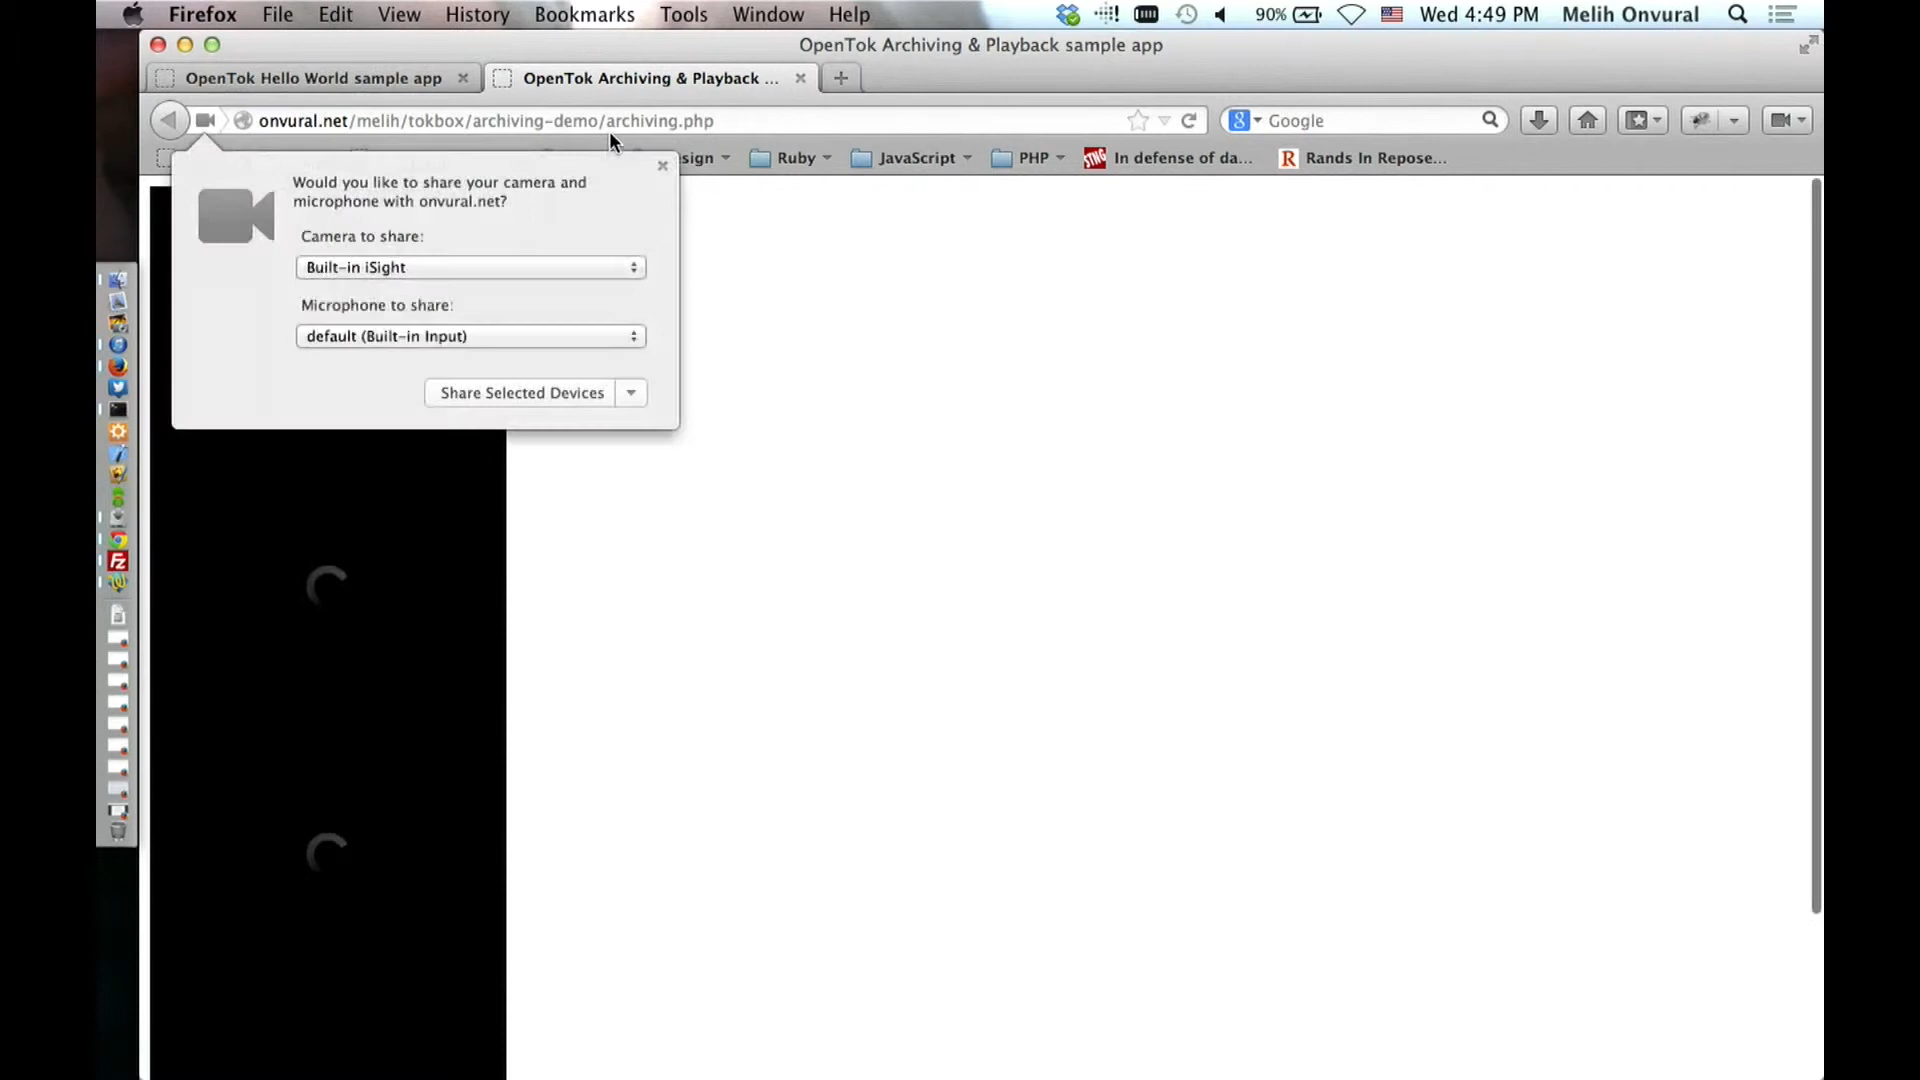 Firefox File Edit View History Bookmarks Tools Window Help 90% Wed 4:49 PM Melih Onvural
OpenTok Archiving & Playback sample app
OpenTok Hello World sample app OpenTok Archiving & Playback ...
onvural.net/melih/tokbox/archiving-demo/archiving.php Google
sign Ruby JavaScript PHP In defense of da... R Rands In Repose...
Would you like to share your camera and
microphone with onvural.net?
Camera to share:
Built-in iSight
Microphone to share:
default (Built-in Input)
Share Selected Devices
Fz